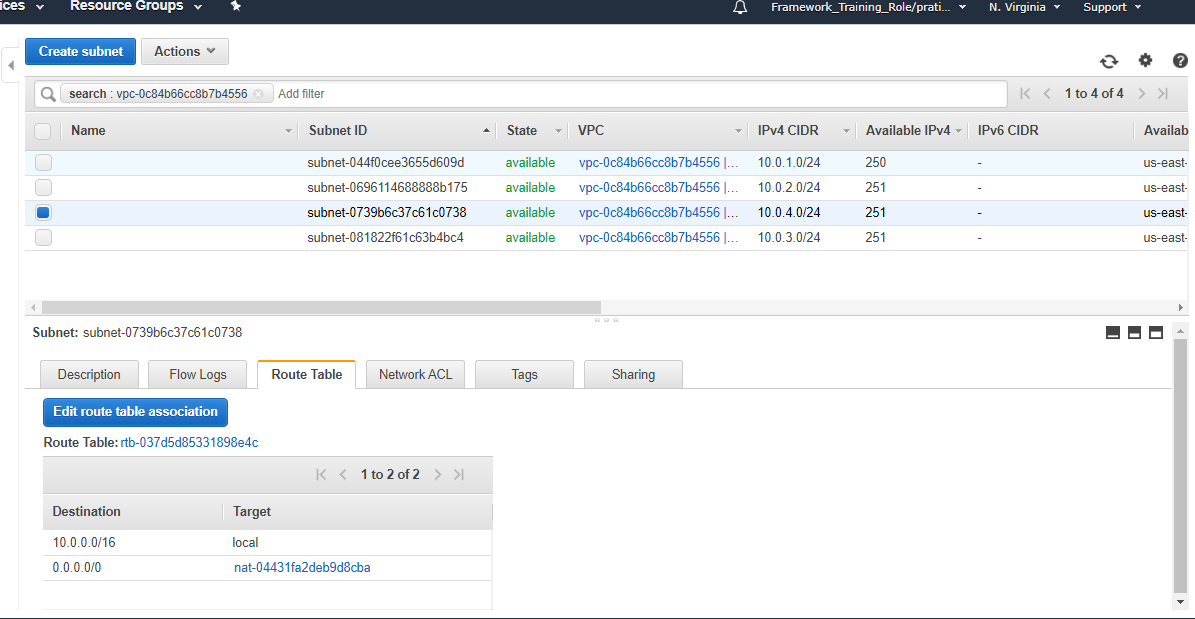 ices Resource Groups Framework_Training_Role/prati... N. Virginia Support
Create subnet Actions
search : vpc-0c84b66cc8b7b4556 Add filter 1 to 4 of 4
Name Subnet ID State VPC IPv4 CIDR Available IPv4 IPv6 CIDR Availab
subnet-044f0cee3655d609d available vpc-0c84b66cc8b7b4556 |... 10.0.1.0/24 250 - us-east-
subnet-0696114688888b175 available vpc-0c84b66cc8b7b4556 |... 10.0.2.0/24 251 - us-east-
subnet-0739b6c37c61c0738 available vpc-0c84b66cc8b7b4556 |... 10.0.4.0/24 251 - us-east-
subnet-081822f61c63b4bc4 available vpc-0c84b66cc8b7b4556 |... 10.0.3.0/24 251 - us-east-
Subnet: subnet-0739b6c37c61c0738
Description Flow Logs Route Table Network ACL Tags Sharing
Edit route table association
Route Table: rtb-037d5d85331898e4c
1 to 2 of 2
Destination Target
10.0.0.0/16 local
0.0.0.0/0 nat-04431fa2deb9d8cba